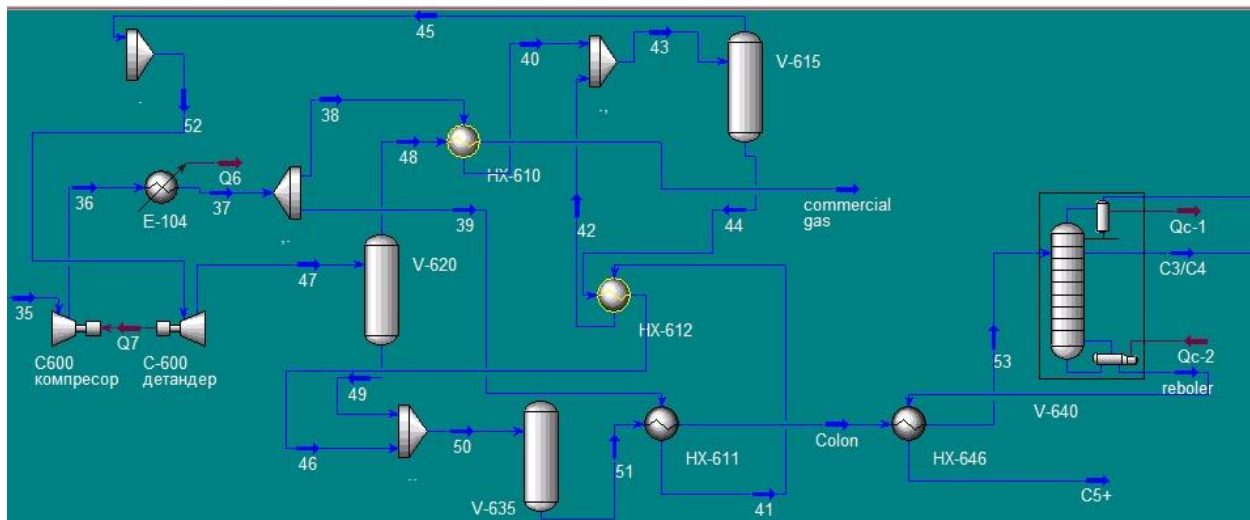 45
40
43
V-615
38
52
48
Q6
HX-610
36
37
E-104
39
commercial
gas
42
44
Qc-1
47
V-620
C3/C4
35
HX-612
53
Q7
C600
компресор
C-600
детандер
Qc-2
49
reboler
V-640
50
Colon
46
51
HX-611
HX-646
V-635
41
C5+